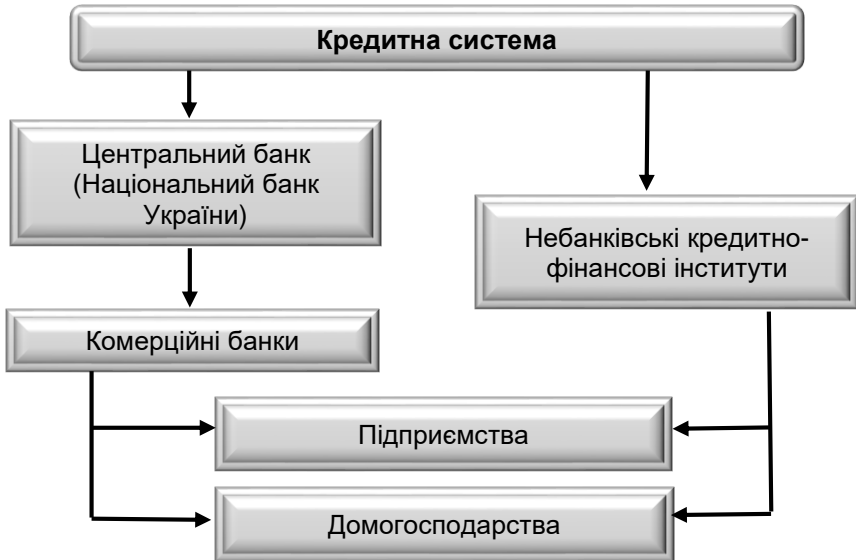 Кредитна система
Центральний банк
(Національний банк
України)
Небанківські кредитно-
фінансові інститути
Комерційні банки
Підприємства
Домогосподарства